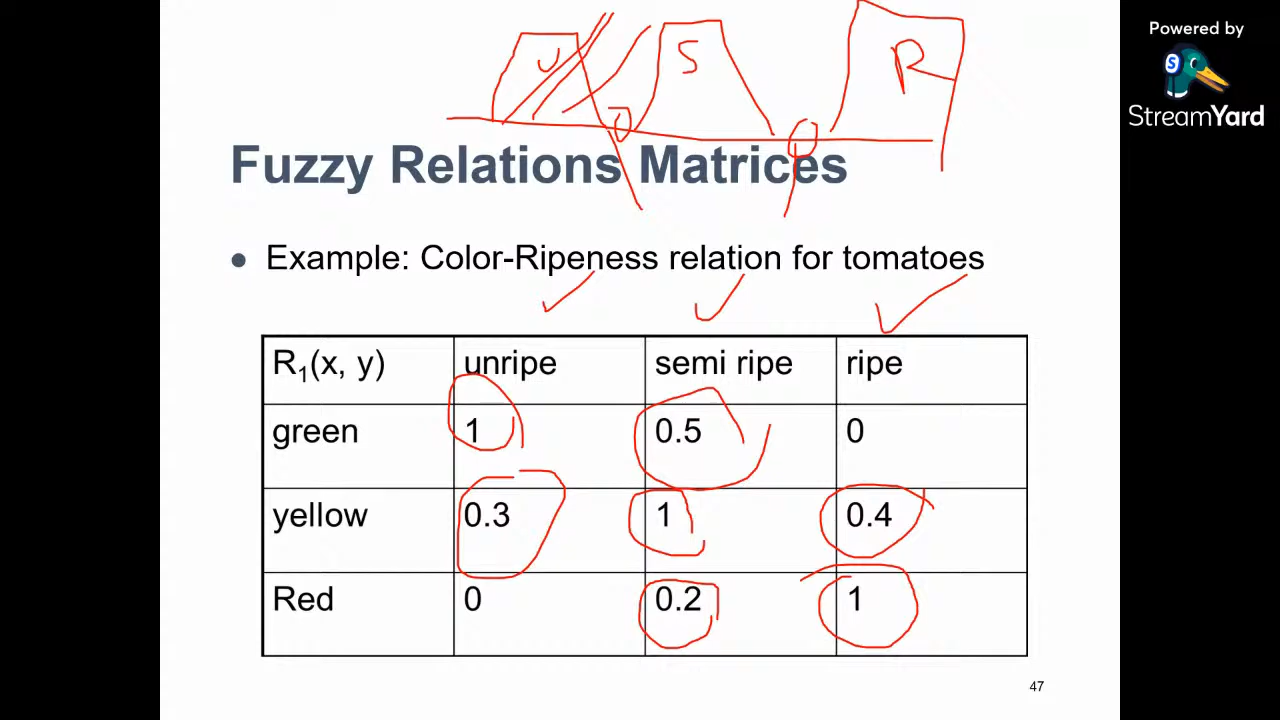 Powered by
StreamYard
U S R
Fuzzy Relations Matrices
Example: Color-Ripeness relation for tomatoes
R1(x, y) unripe semi ripe ripe
green 1 0.5 0
yellow 0.3 1 0.4
Red 0 0.2 1
47